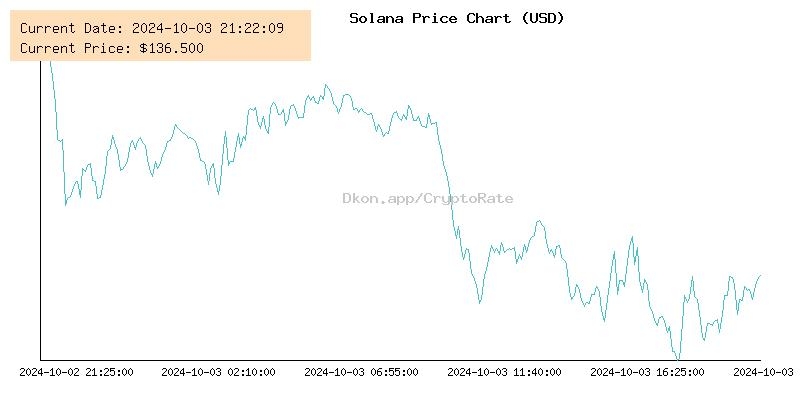 Solana Price Chart (USD)
Current Date: 2024-10-03 21:22:09
Current Price: $136.500
Dkon.app/CryptoRate
2024-10-02 21:25:00 2024-10-03 02:10:00 2024-10-03 06:55:00 2024-10-03 11:40:00 2024-10-03 16:25:00 2024-10-03